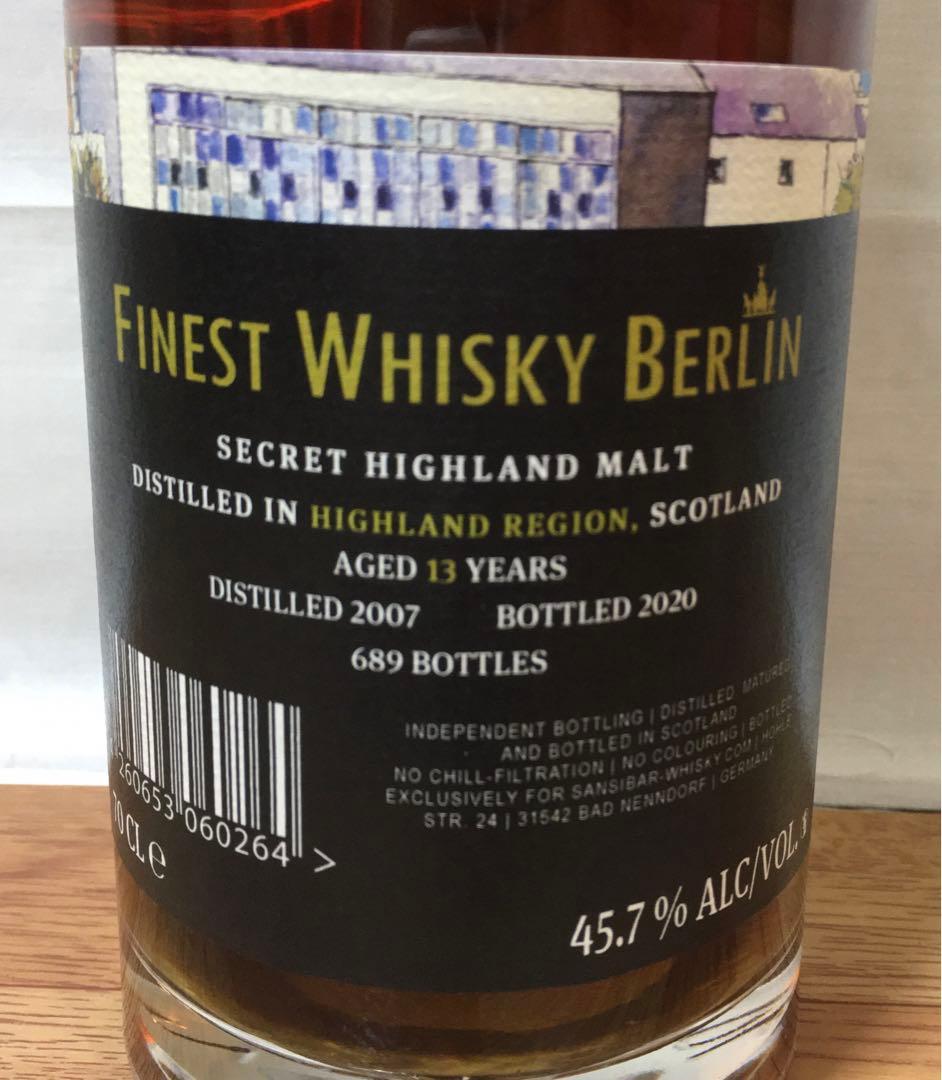 FINEST WHISKY BERLIN
SECRET HIGHLAND MALT
DISTILLED IN HIGHLAND REGION, SCOTLAND
AGED 13 YEARS
DISTILLED 2007 BOTTLED 2020
689 BOTTLES
INDEPENDENT BOTTLING | DISTILLED, MATURED
AND BOTTLED IN SCOTLAND
NO CHILL-FILTRATION | NO COLOURING | BOTTLED
EXCLUSIVELY FOR SANSIBAR-WHISKY.COM | HOHLE
STR. 24 | 31542 BAD NENNDORF | GERMANY
260653 060264 >
70 CL e
45.7 % ALC/VOL.